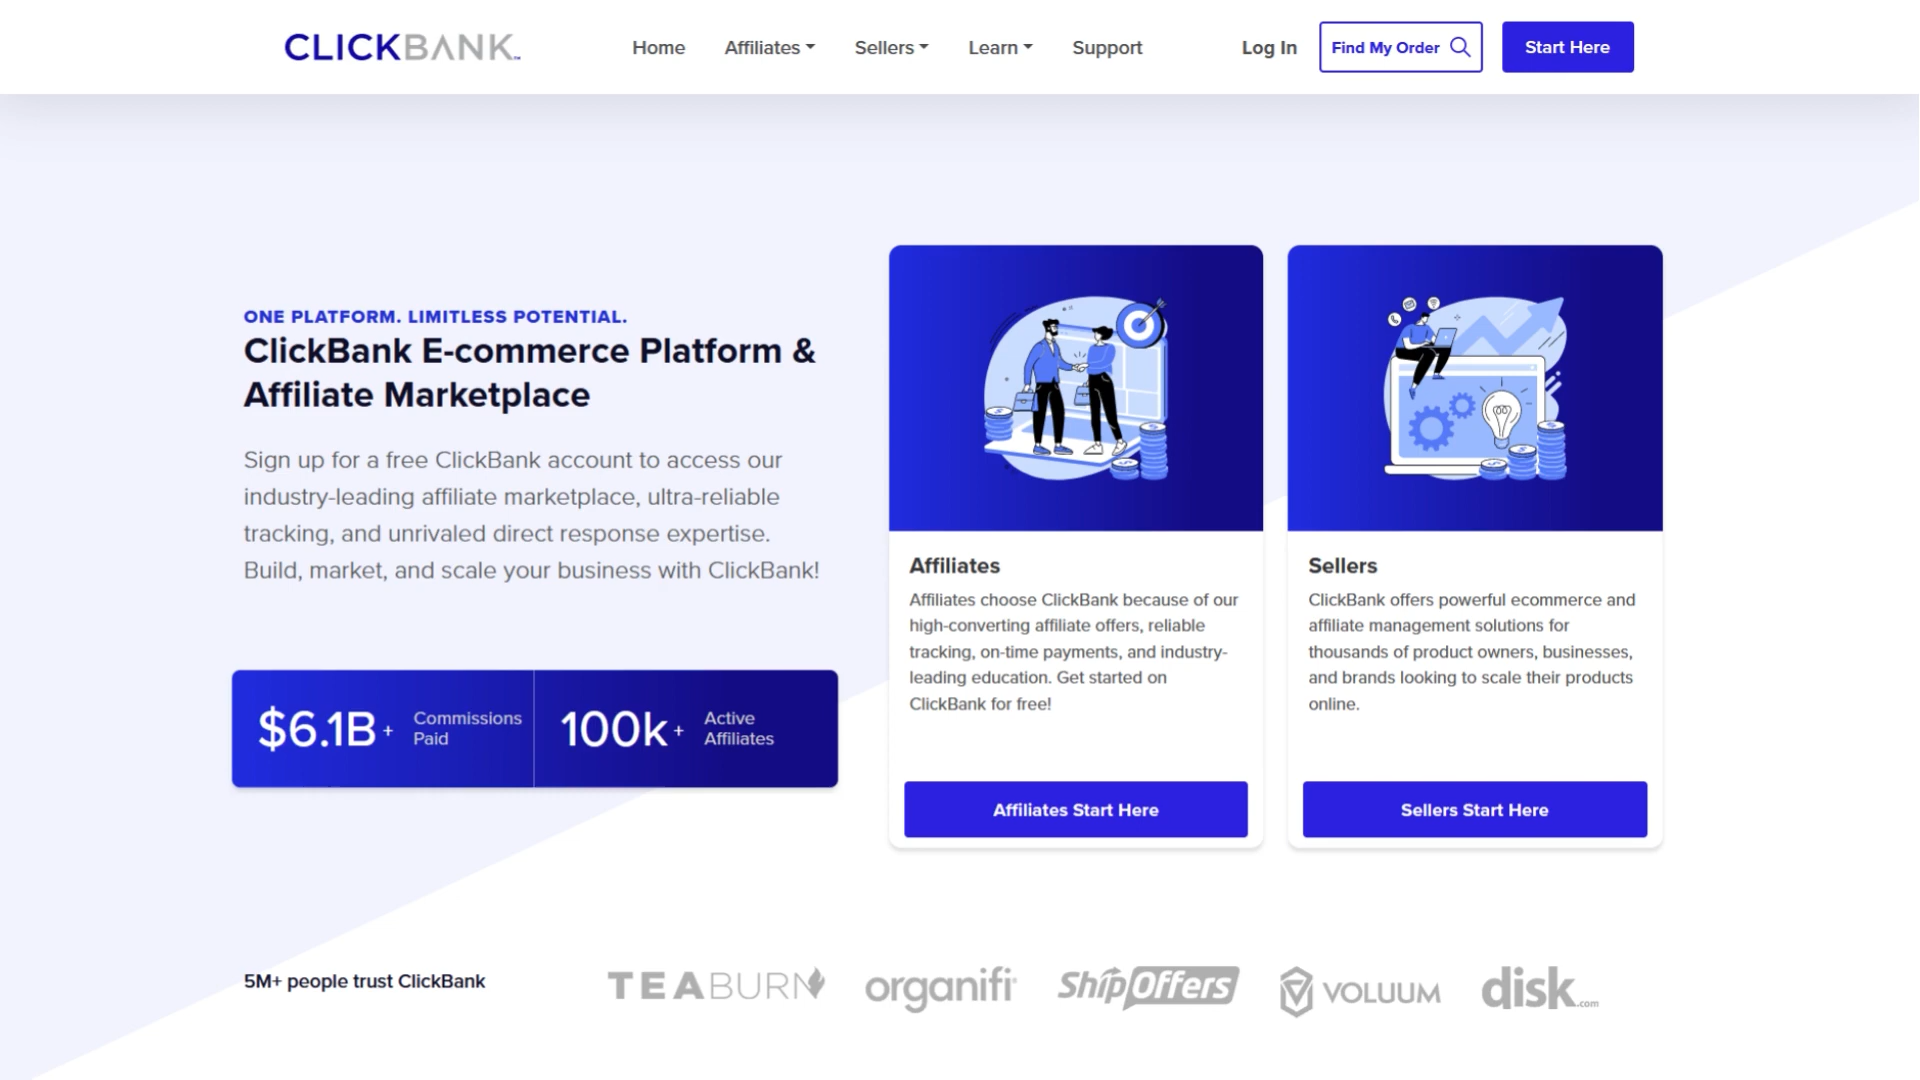 CLICKBANK™
Home
Affiliates
Sellers
Learn
Support
Log In
Find My Order
Start Here
ONE PLATFORM. LIMITLESS POTENTIAL.
ClickBank E-commerce Platform &
Affiliate Marketplace
Sign up for a free ClickBank account to access our
industry-leading affiliate marketplace, ultra-reliable
tracking, and unrivaled direct response expertise.
Build, market, and scale your business with ClickBank!
$6.1B+
Commissions
Paid
100k+
Active
Affiliates
Affiliates
Affiliates choose ClickBank because of our
high-converting affiliate offers, reliable
tracking, on-time payments, and industry-
leading education. Get started on
ClickBank for free!
Affiliates Start Here
Sellers
ClickBank offers powerful ecommerce and
affiliate management solutions for
thousands of product owners, businesses,
and brands looking to scale their products
online.
Sellers Start Here
5M+ people trust ClickBank
TEABURN
organifi
ShipOffers
VOLUUM
disk.com